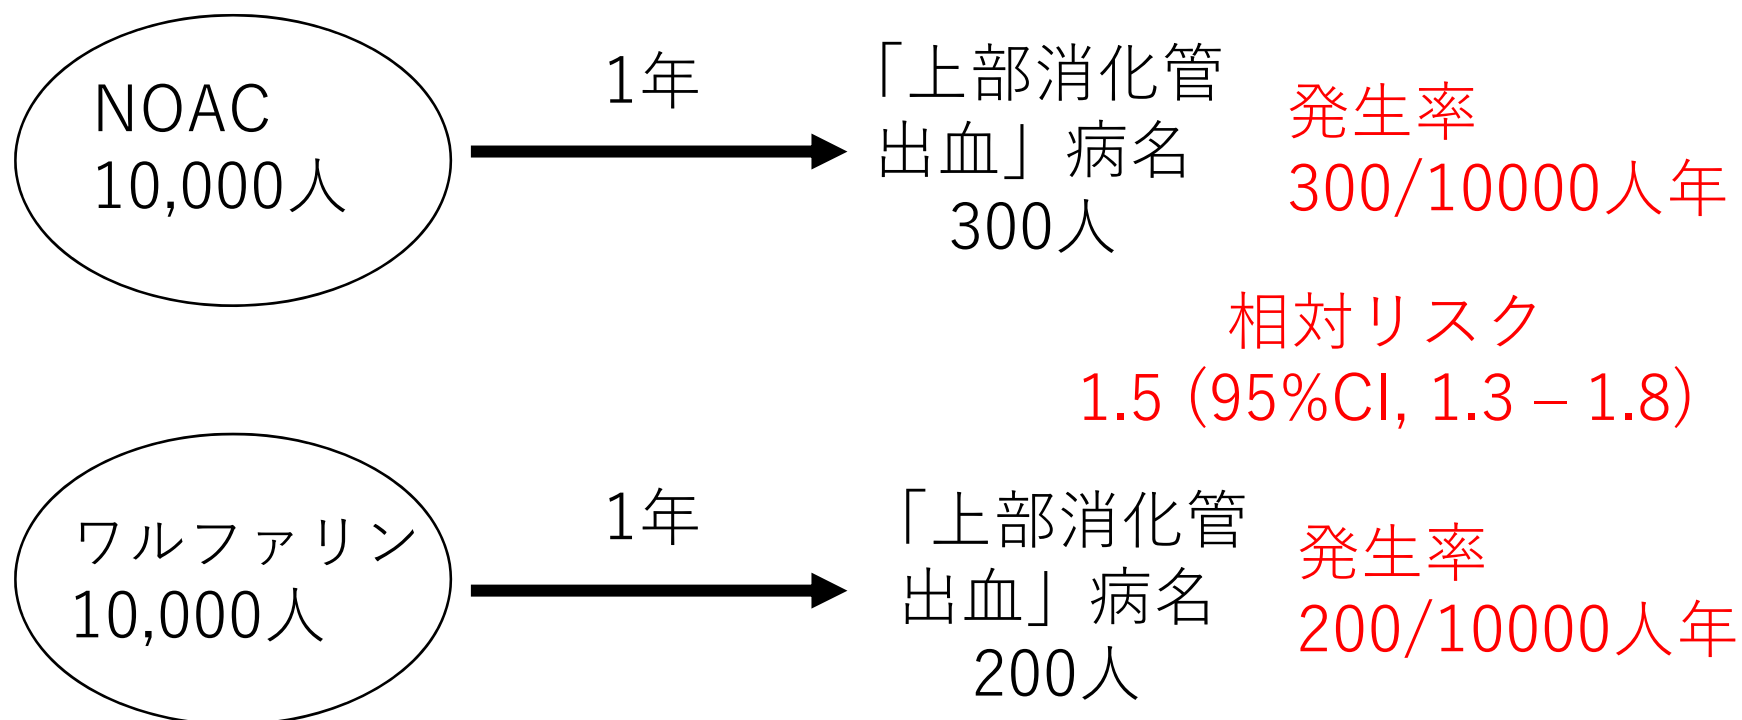 NOAC
10,000人
1年
「上部消化管
出血」病名
300人
発生率
300/10000人年
相対リスク
1.5 (95%CI, 1.3 – 1.8)
ワルファリン
10,000人
1年
「上部消化管
出血」病名
200人
発生率
200/10000人年